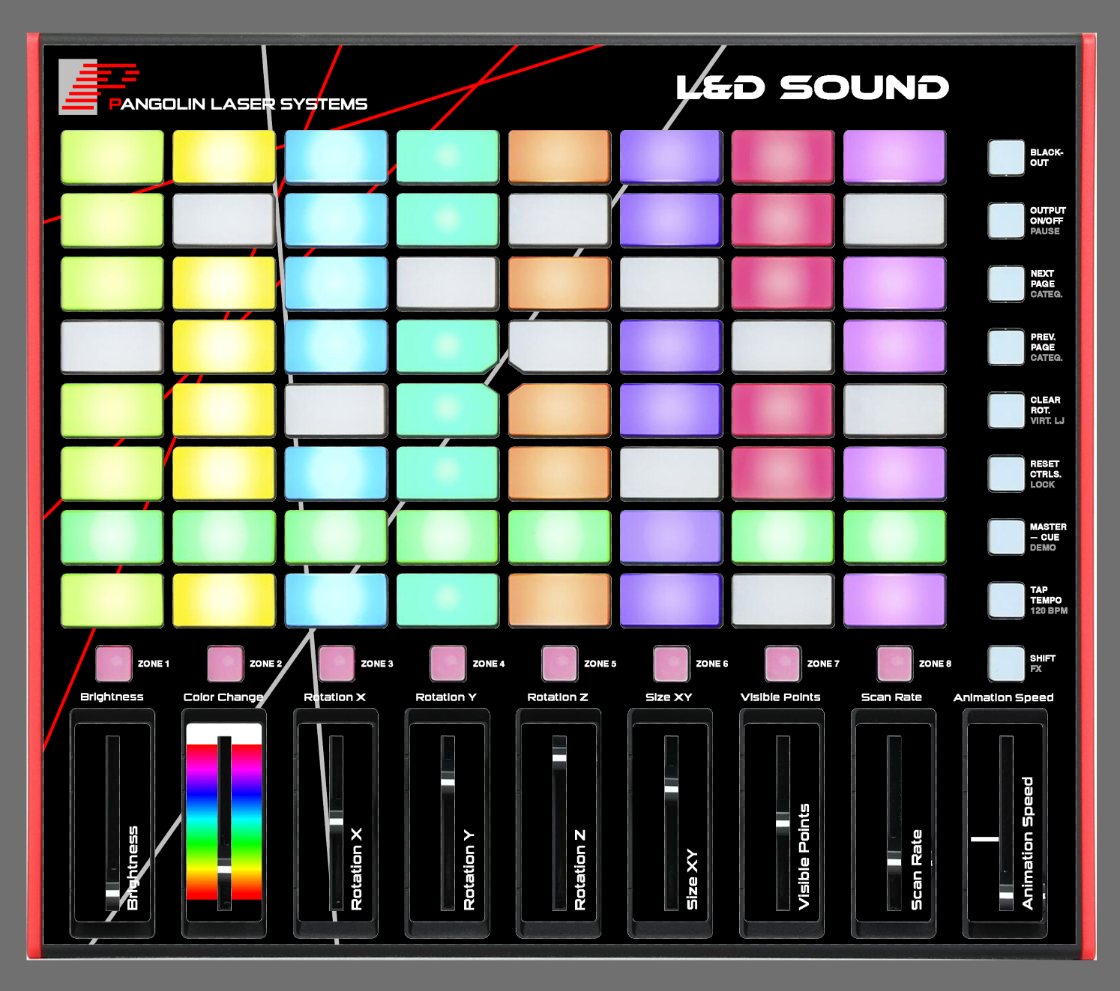 PANGOLIN LASER SYSTEMS
L&D SOUND
BLACK-
OUT
OUTPUT
ON/OFF
PAUSE
NEXT
PAGE
CATEG.
PREV.
PAGE
CATEG.
CLEAR
ROT.
VIRT. LJ
RESET
CTRLS.
LOCK
MASTER
— CUE
DEMO
TAP
TEMPO
120 BPM
ZONE 1
ZONE 2
ZONE 3
ZONE 4
ZONE 5
ZONE 6
ZONE 7
ZONE 8
SHIFT
FX
Brightness
Color Change
Rotation X
Rotation Y
Rotation Z
Size XY
Visible Points
Scan Rate
Animation Speed
Brightness
Rotation X
Rotation Y
Rotation Z
Size XY
Visible Points
Scan Rate
Animation Speed